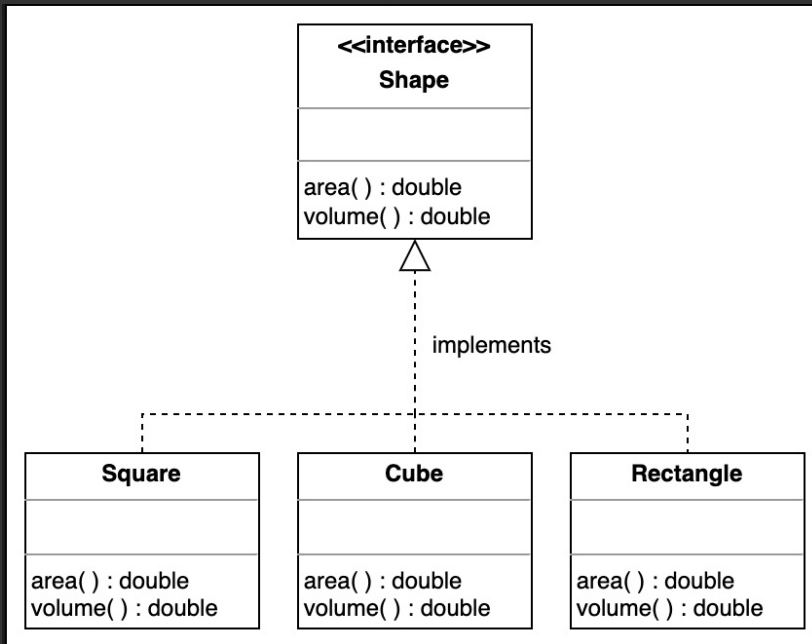 <<interface>>
Shape
area( ) : double
volume( ) : double
implements
Square
area( ) : double
volume( ) : double
Cube
area( ) : double
volume( ) : double
Rectangle
area( ) : double
volume( ) : double